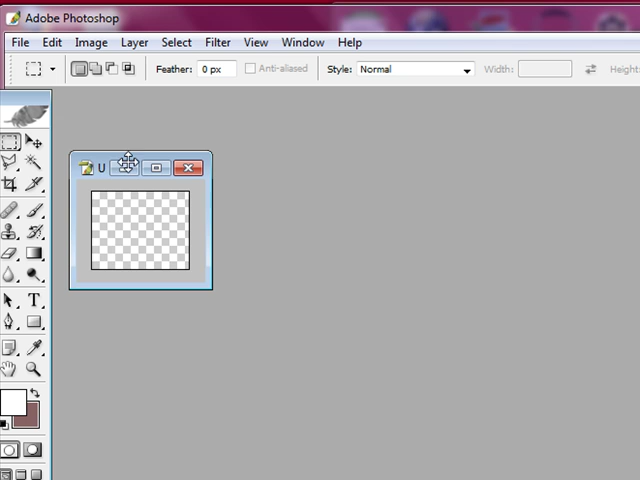 Adobe Photoshop
File Edit Image Layer Select Filter View Window Help
Feather: 0 px Anti-aliased Style: Normal Width: Height:
U
T